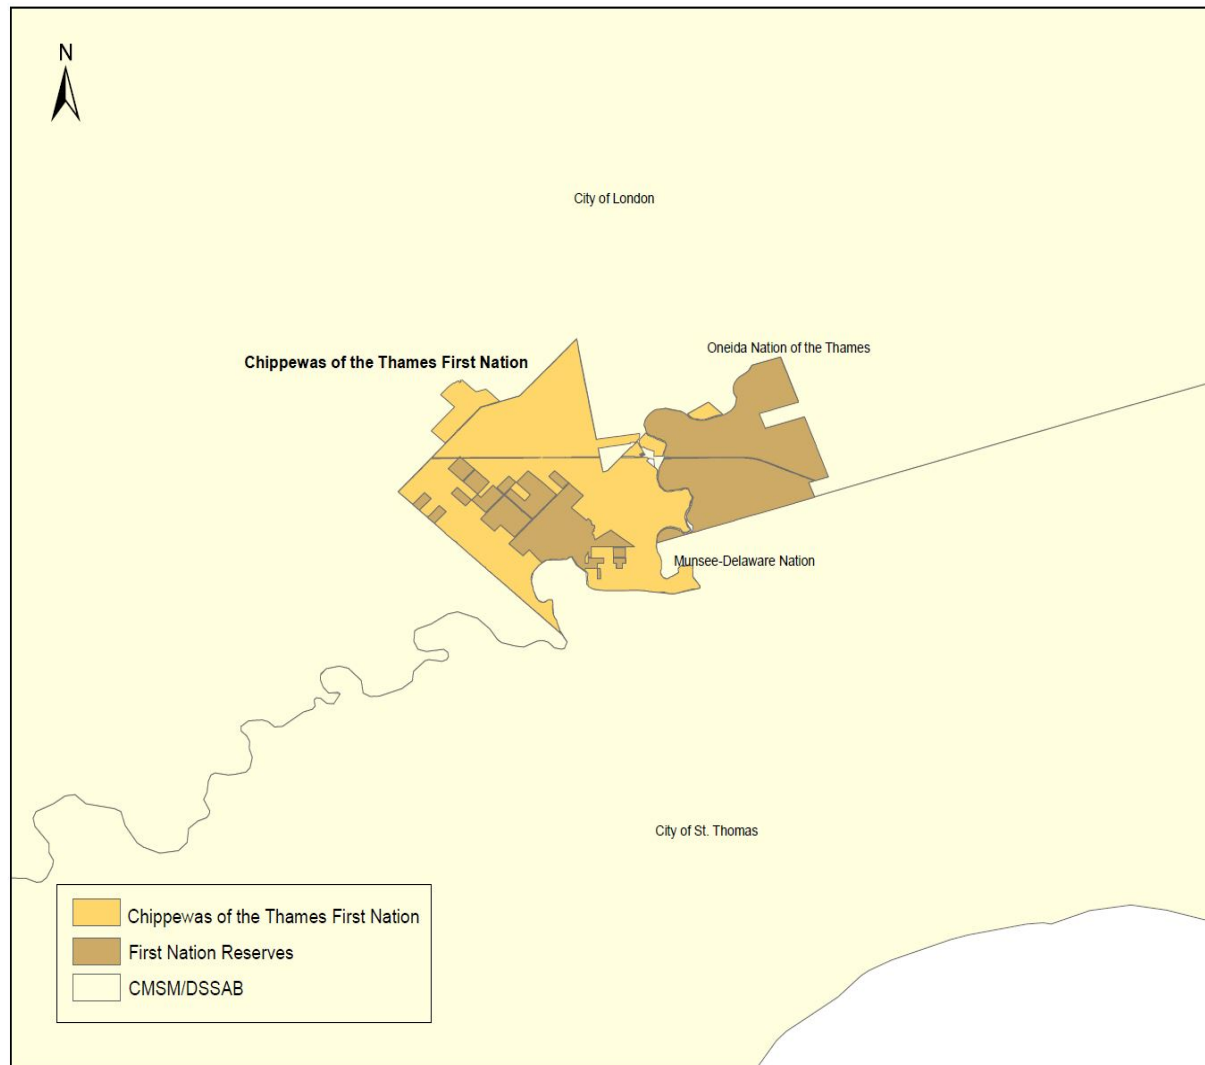 N
City of London
Oneida Nation of the Thames
Chippewas of the Thames First Nation
Munsee-Delaware Nation
City of St. Thomas
Chippewas of the Thames First Nation
First Nation Reserves
CMSM/DSSAB